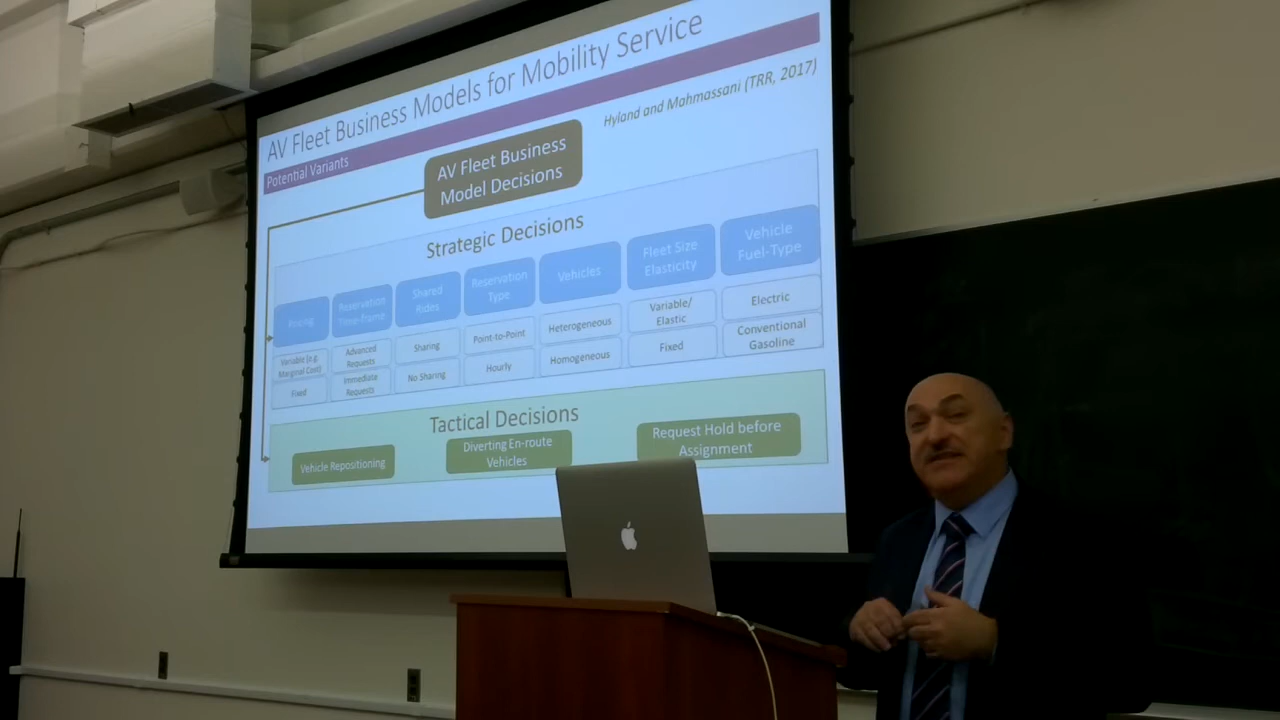 AV Fleet Business Models for Mobility Service
Potential Variants
Hyland and Mahmassani (TRR, 2017)
AV Fleet Business
Model Decisions
Strategic Decisions
Pricing
Reservation
Time-frame
Shared
Rides
Reservation
Type
Vehicles
Fleet Size
Elasticity
Vehicle
Fuel-Type
Variable (e.g.
Marginal Cost)
Advanced
Requests
Sharing
Point-to-Point
Heterogeneous
Variable/
Elastic
Electric
Fixed
Immediate
Requests
No Sharing
Hourly
Homogeneous
Fixed
Conventional
Gasoline
Tactical Decisions
Vehicle Repositioning
Diverting En-route
Vehicles
Request Hold before
Assignment